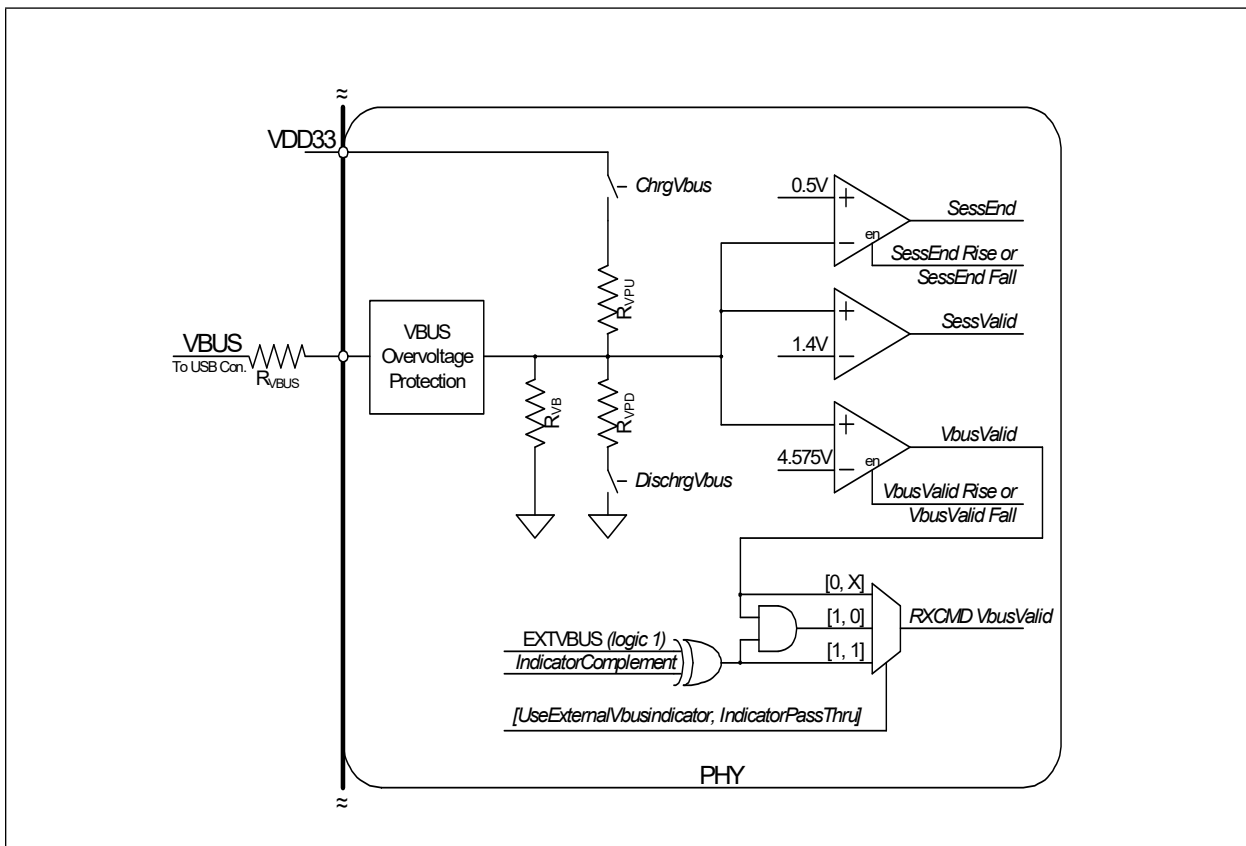 ≈
VDD33
ChrgVbus
0.5V
+
SessEnd
en
−
SessEnd Rise or
SessEnd Fall
RVPU
VBUS
To USB Con.
RVBUS
VBUS
Overvoltage
Protection
+
SessValid
1.4V
−
RVB
RVPD
+
VbusValid
4.575V
−
en
DischrgVbus
VbusValid Rise or
VbusValid Fall
[0, X]
[1, 0]
RXCMD VbusValid
EXTVBUS (logic 1)
IndicatorComplement
[1, 1]
[UseExternalVbusindicator, IndicatorPassThru]
PHY
≈